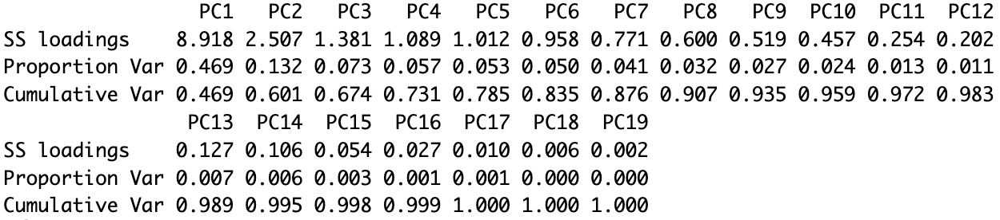 PC1 PC2 PC3 PC4 PC5 PC6 PC7 PC8 PC9 PC10 PC11 PC12
SS loadings 8.918 2.507 1.381 1.089 1.012 0.958 0.771 0.600 0.519 0.457 0.254 0.202
Proportion Var 0.469 0.132 0.073 0.057 0.053 0.050 0.041 0.032 0.027 0.024 0.013 0.011
Cumulative Var 0.469 0.601 0.674 0.731 0.785 0.835 0.876 0.907 0.935 0.959 0.972 0.983
PC13 PC14 PC15 PC16 PC17 PC18 PC19
SS loadings 0.127 0.106 0.054 0.027 0.010 0.006 0.002
Proportion Var 0.007 0.006 0.003 0.001 0.001 0.000 0.000
Cumulative Var 0.989 0.995 0.998 0.999 1.000 1.000 1.000